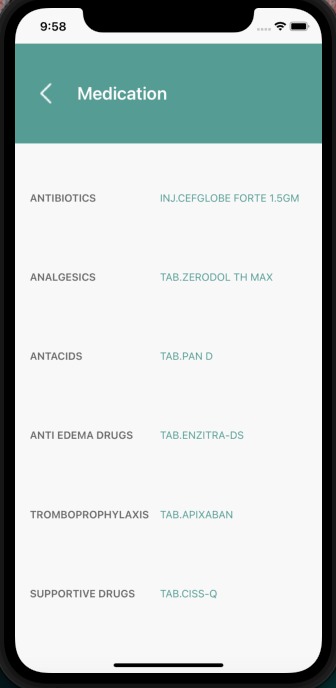 9:58
Medication
ANTIBIOTICS INJ.CEFGLOBE FORTE 1.5GM
ANALGESICS TAB.ZERODOL TH MAX
ANTACIDS TAB.PAN D
ANTI EDEMA DRUGS TAB.ENZITRA-DS
TROMBOPROPHYLAXIS TAB.APIXABAN
SUPPORTIVE DRUGS TAB.CISS-Q